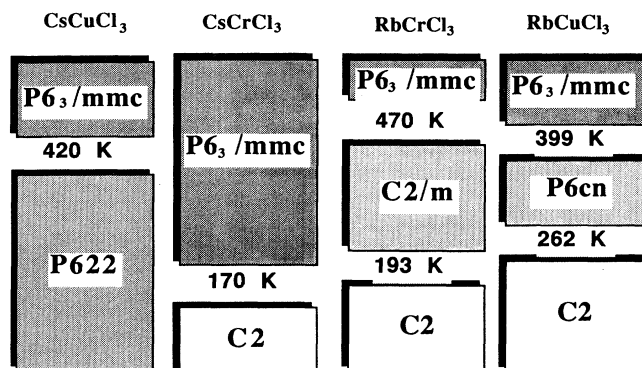 CsCuCl₃ CsCrCl₃ RbCrCl₃ RbCuCl₃
P6₃/mmc
420 K
P622
P6₃/mmc
170 K
C2
P6₃/mmc
470 K
C2/m
193 K
C2
P6₃/mmc
399 K
P6cn
262 K
C2